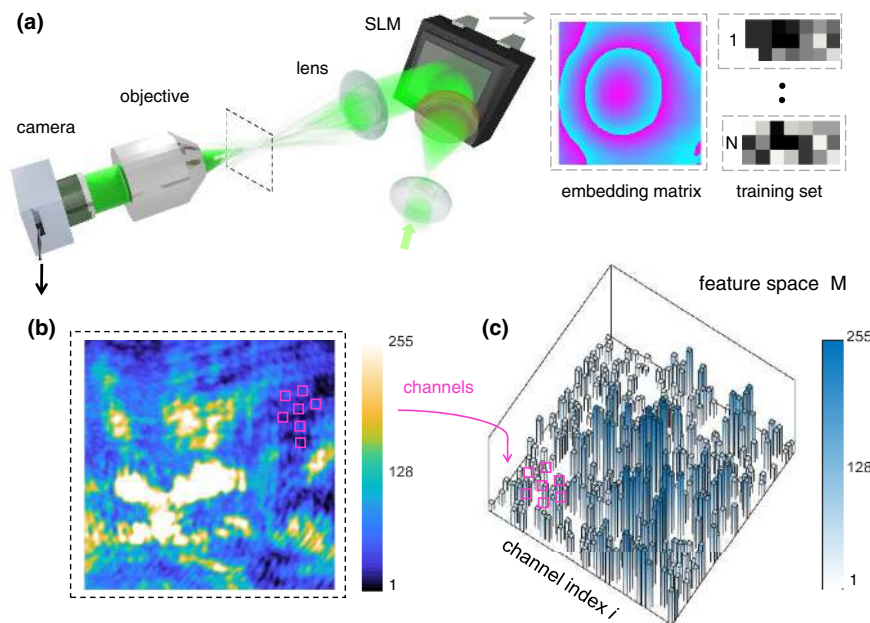 (a)
SLM
lens
objective
camera
embedding matrix
1
N
training set
(b)
255
128
1
channels
(c)
feature space M
255
128
1
channel index i